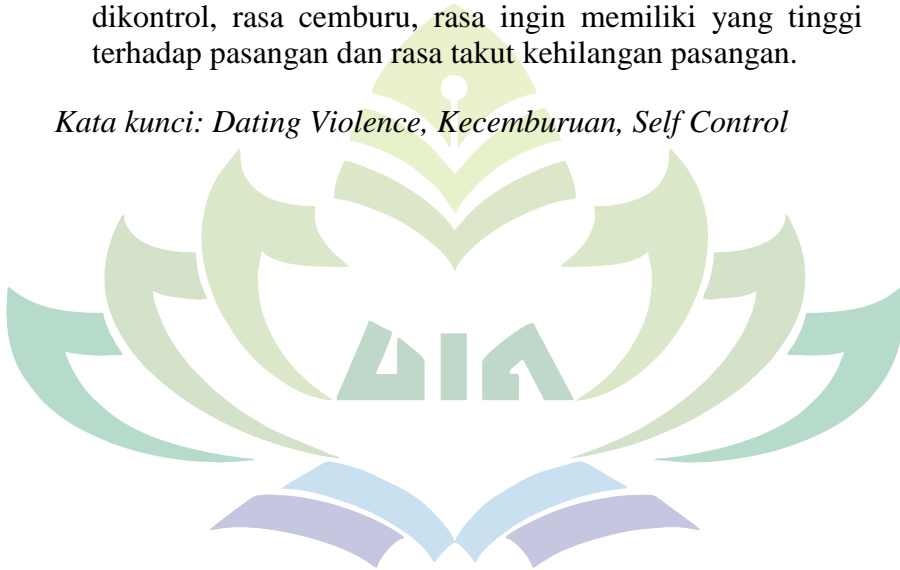 dikontrol, rasa cemburu, rasa ingin memiliki yang tinggi
terhadap pasangan dan rasa takut kehilangan pasangan.
Kata kunci: Dating Violence, Kecemburuan, Self Control
UIN